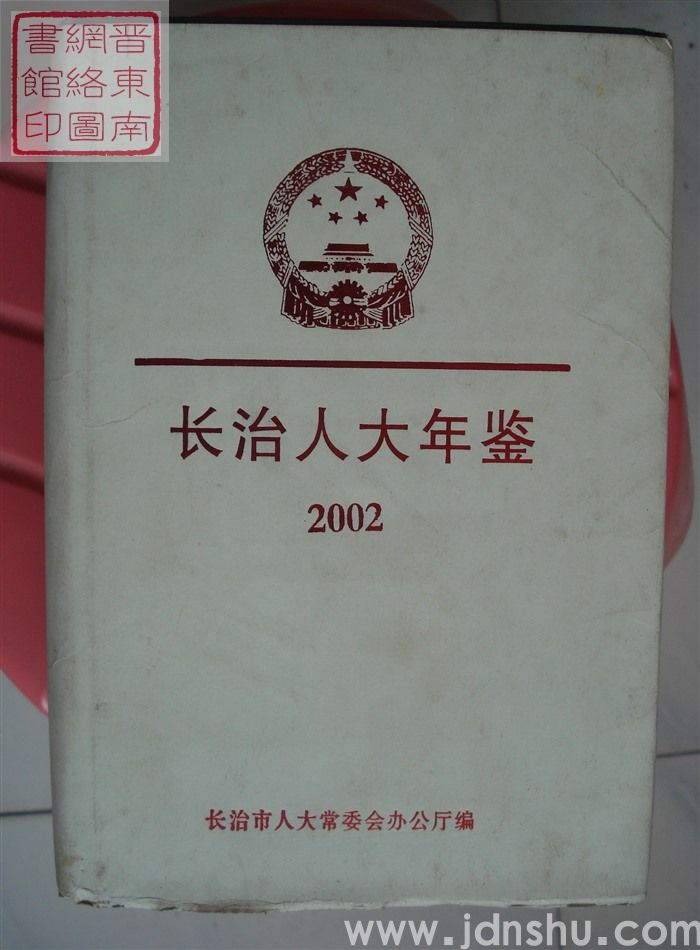 晋東南
網絡圖
書館印
长治人大年鉴
2002
长治市人大常委会办公厅编
www.jdnshu.com